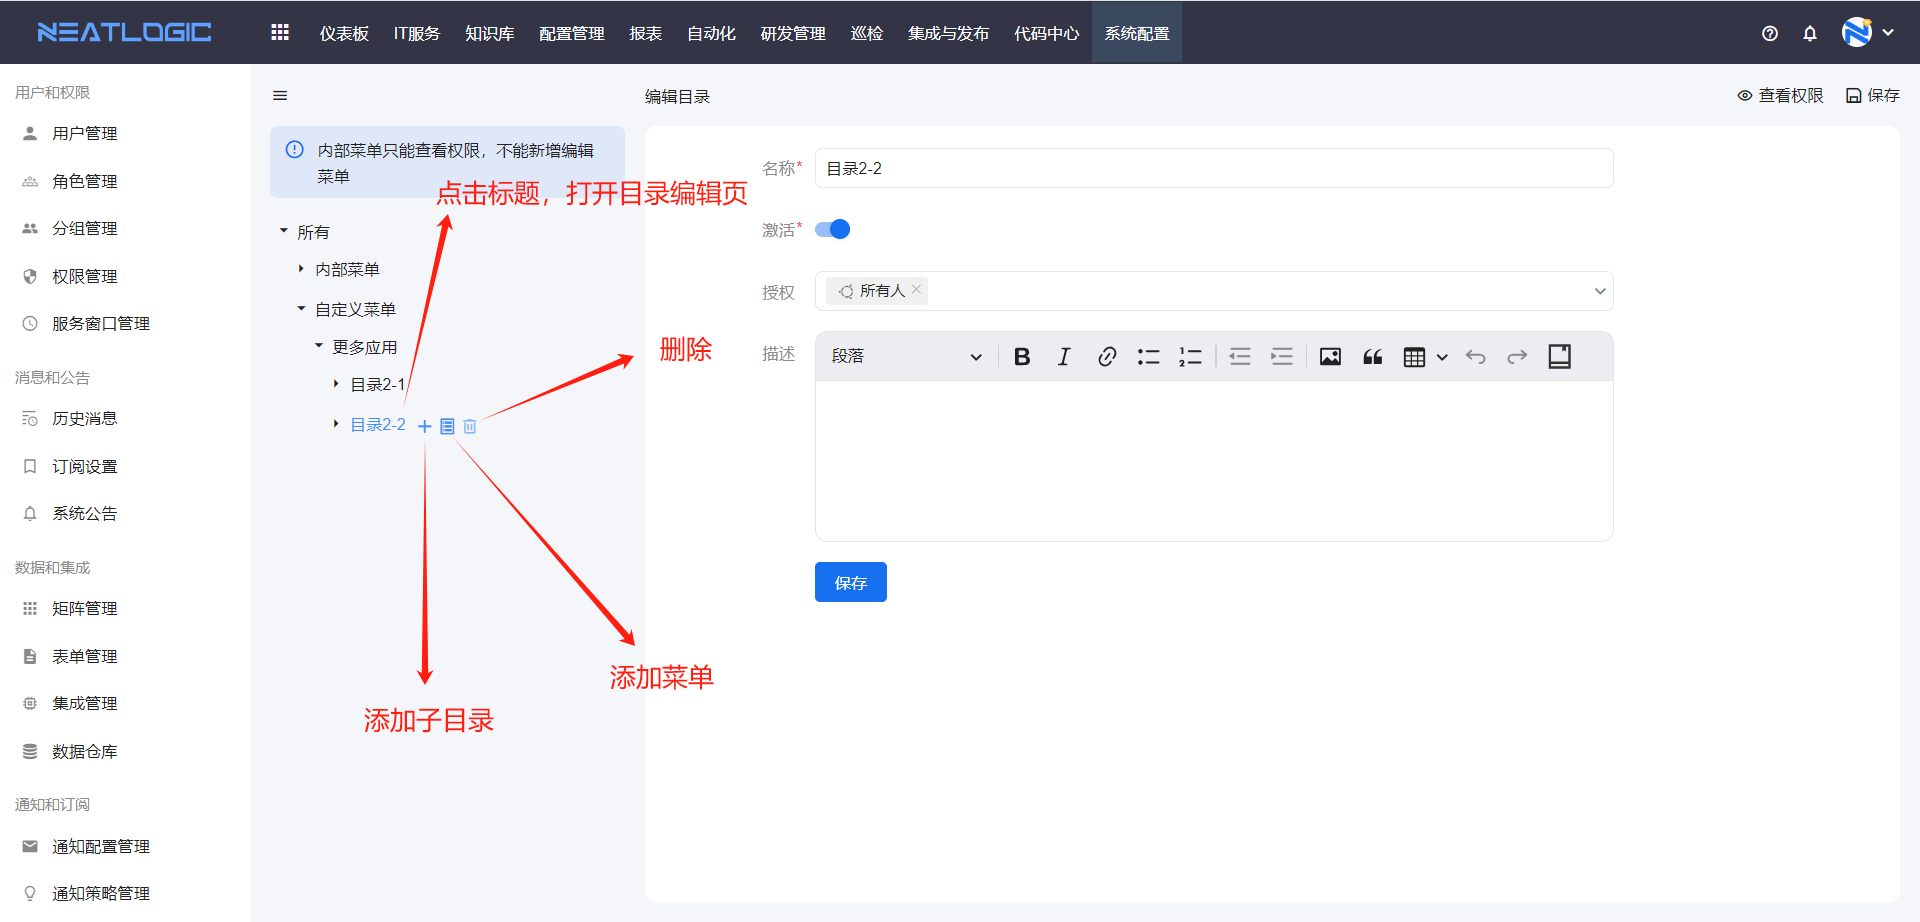 NEATLOGIC
仪表板
IT服务
知识库
配置管理
报表
自动化
研发管理
巡检
集成与发布
代码中心
系统配置
用户和权限
用户管理
角色管理
分组管理
权限管理
服务窗口管理
消息和公告
历史消息
订阅设置
系统公告
数据和集成
矩阵管理
表单管理
集成管理
数据仓库
通知和订阅
通知配置管理
通知策略管理
内部菜单只能查看权限，不能新增编辑
菜单
点击标题，打开目录编辑页
所有
内部菜单
自定义菜单
更多应用
目录2-1
目录2-2
删除
添加菜单
添加子目录
编辑目录
查看权限
保存
名称*
目录2-2
激活*
授权
所有人
描述
段落
保存